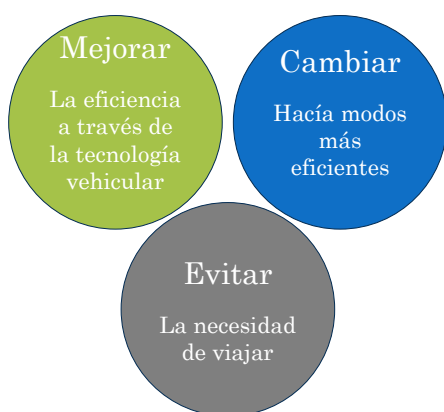 Mejorar
La eficiencia
a través de
la tecnología
vehicular
Cambiar
Hacía modos
más
eficientes
Evitar
La necesidad
de viajar